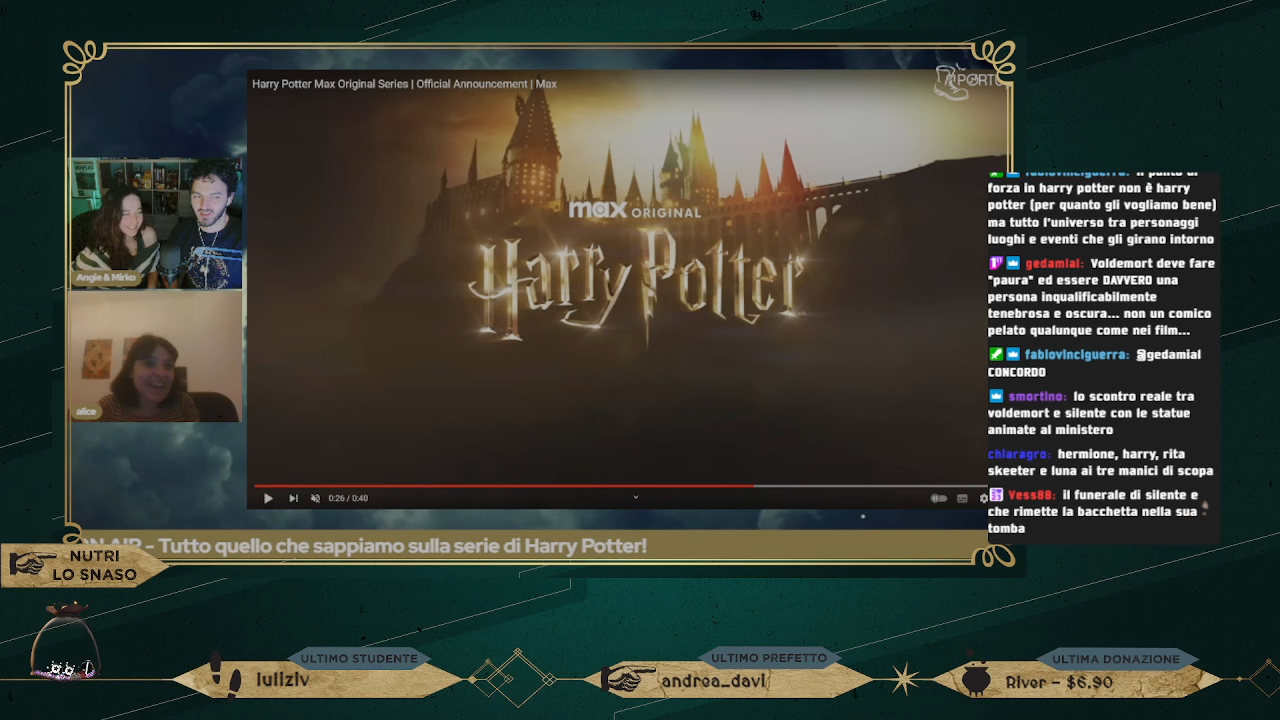 Harry Potter Max Original Series | Official Announcement | Max
max ORIGINAL
Harry Potter
Angie & Mirko
alice
0:26 / 0:40
fabiovinciguerra: il punto di
forza in harry potter non è harry
potter (per quanto gli vogliamo bene)
ma tutto l'universo tra personaggi
luoghi e eventi che gli girano intorno
gedamial: Voldemort deve fare
"paura" ed essere DAVVERO una
persona inqualificabilmente
tenebrosa e oscura... non un comico
pelato qualunque come nei film...
fabiovinciguerra: @gedamial
CONCORDO
smortino: lo scontro reale tra
voldemort e silente con le statue
animate al ministero
chiaragro: hermione, harry, rita
skeeter e luna ai tre manici di scopa
Vess88: il funerale di silente e
che rimette la bacchetta nella sua
tomba
ON AIR - Tutto quello che sappiamo sulla serie di Harry Potter!
NUTRI
LO SNASO
ULTIMO STUDENTE
iuliziv
ULTIMO PREFETTO
andrea_davi
ULTIMA DONAZIONE
River - $6.90